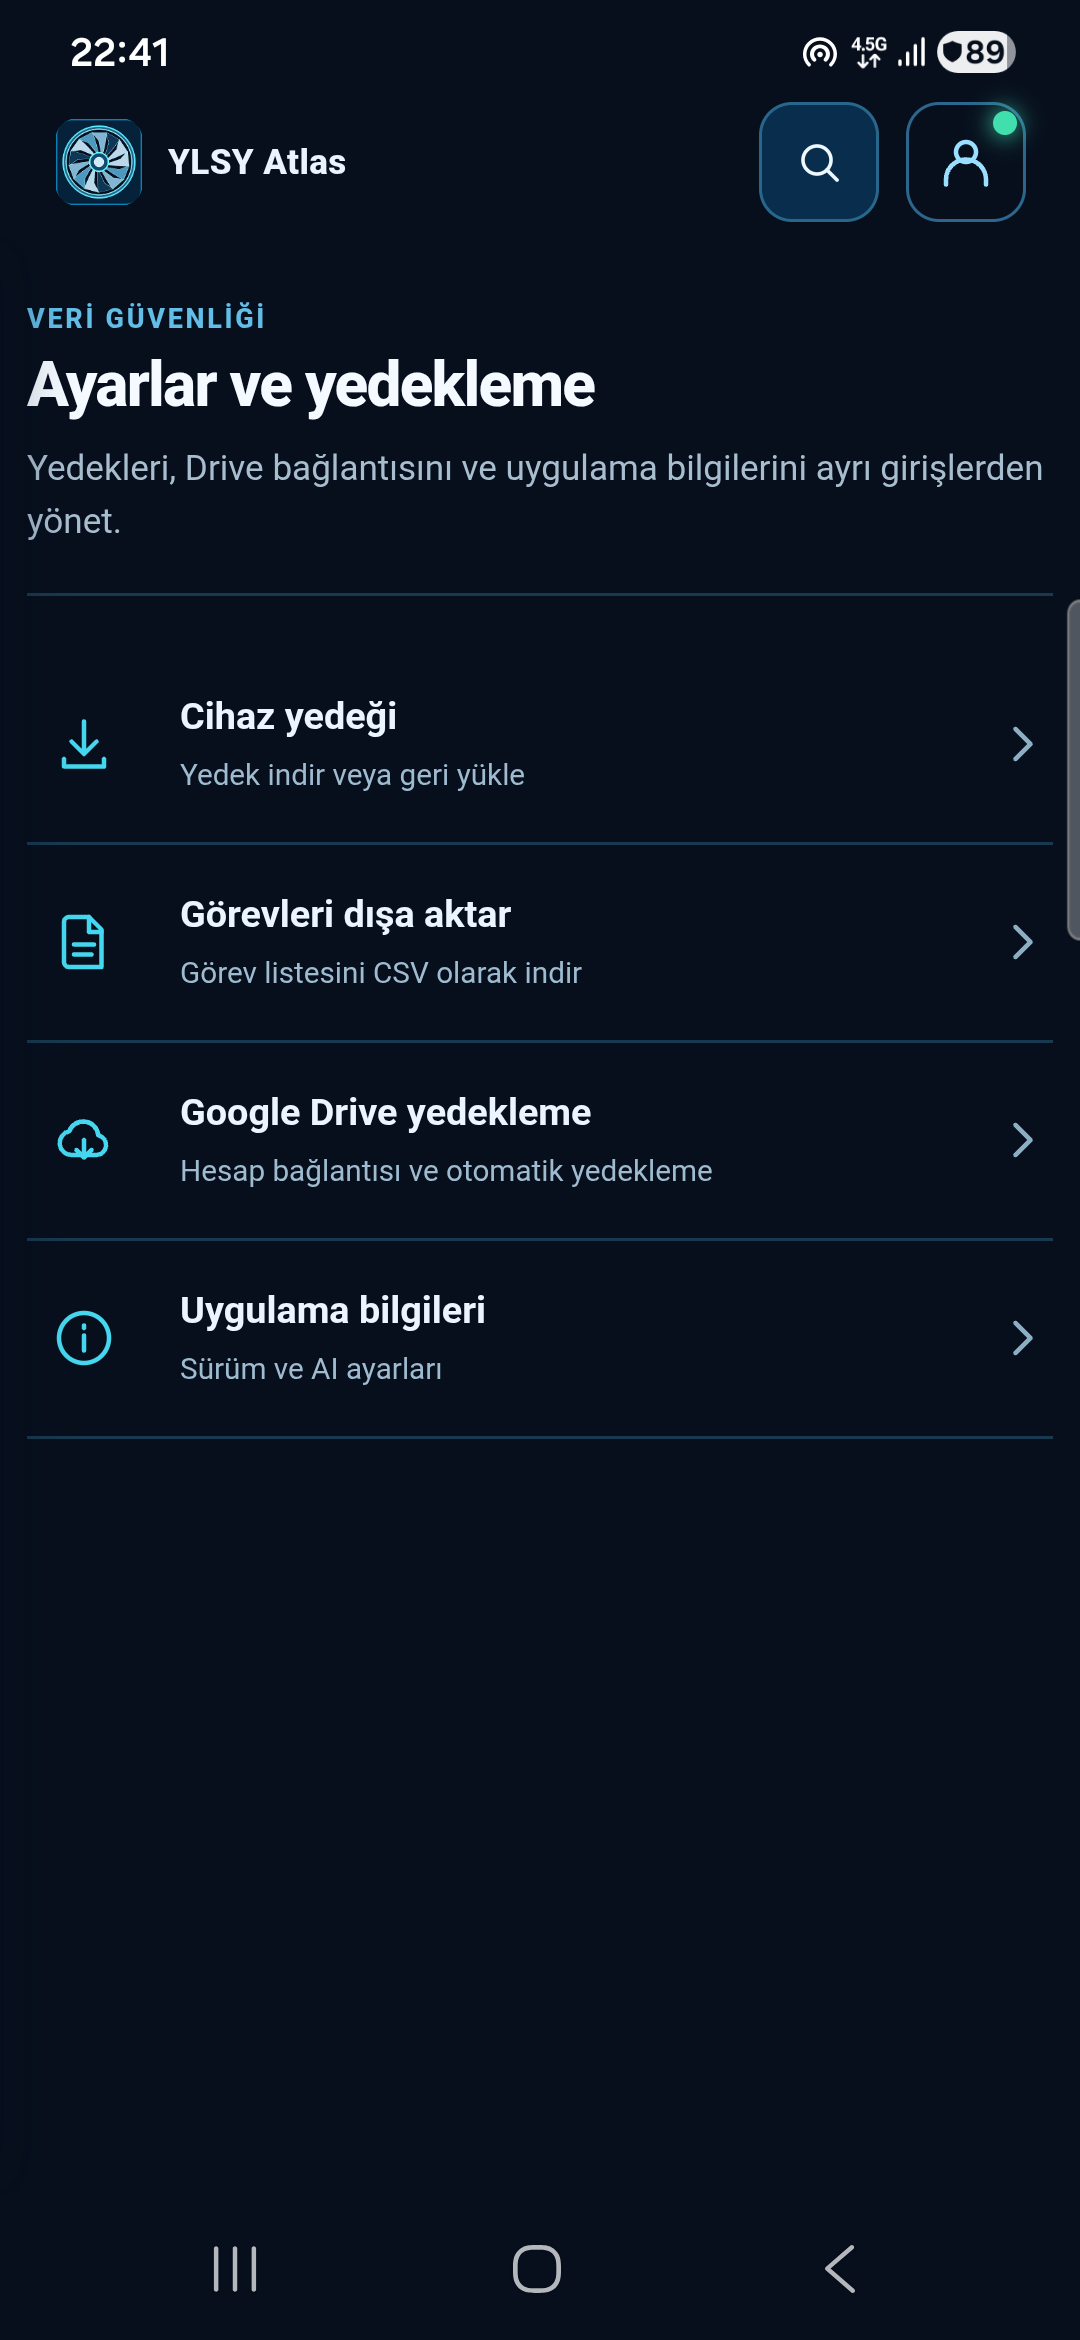 22:41
4.5G
89
YLSY Atlas
VERİ GÜVENLİĞİ
Ayarlar ve yedekleme
Yedekleri, Drive bağlantısını ve uygulama bilgilerini ayrı girişlerden
yönet.
Cihaz yedeği
Yedek indir veya geri yükle
Görevleri dışa aktar
Görev listesini CSV olarak indir
Google Drive yedekleme
Hesap bağlantısı ve otomatik yedekleme
Uygulama bilgileri
Sürüm ve AI ayarları